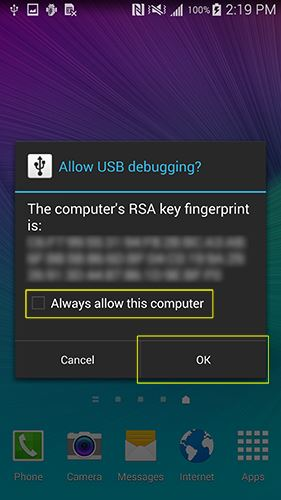 100% 2:19 PM
Allow USB debugging?
The computer's RSA key fingerprint
is:
Always allow this computer
Cancel OK
Phone Camera Messages Internet Apps